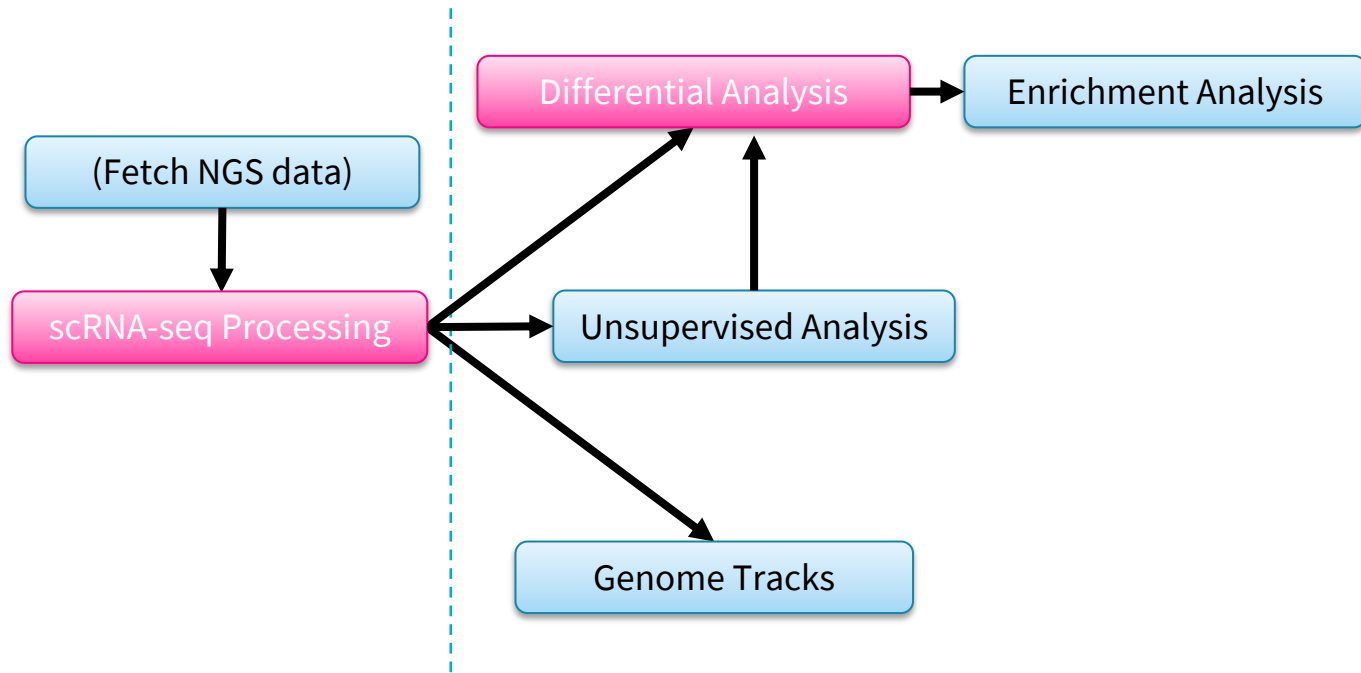 Differential Analysis
Enrichment Analysis
(Fetch NGS data)
scRNA-seq Processing
Unsupervised Analysis
Genome Tracks